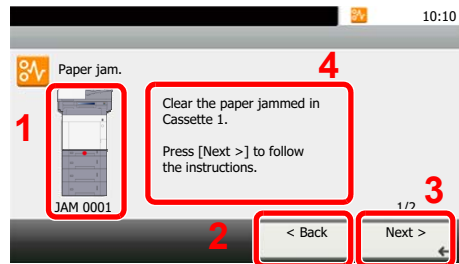 10:10
Paper jam.
4
1
Clear the paper jammed in
Cassette 1.
Press [Next >] to follow
the instructions.
JAM 0001
1/2
3
2
< Back
Next >